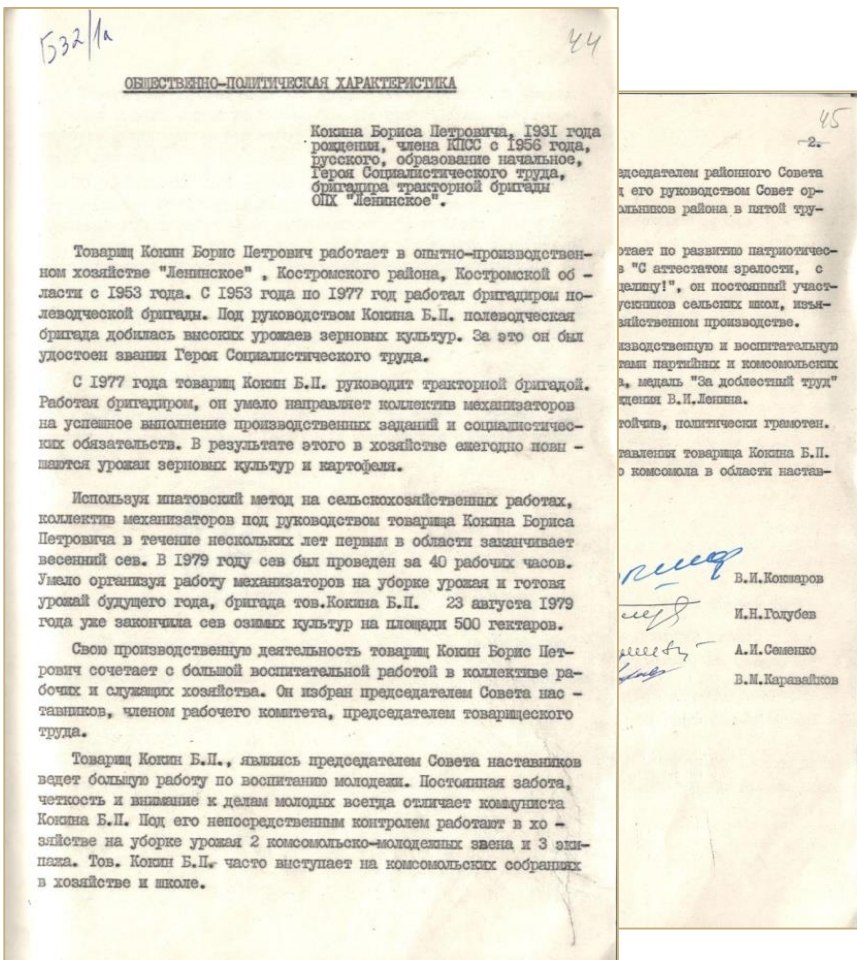 Б32/1а
44
ОБЩЕСТВЕННО-ПОЛИТИЧЕСКАЯ ХАРАКТЕРИСТИКА
Кокина Бориса Петровича, 1931 года
рождения, члена КПСС с 1956 года,
русского, образование начальное,
Героя Социалистического труда,
бригадира тракторной бригады
ОПХ "Ленинское".
Товарищ Кокин Борис Петрович работает в опытно-производствен-
ном хозяйстве "Ленинское" , Костромского района, Костромской об -
ласти с 1953 года. С 1953 года по 1977 год работал бригадиром по-
леводческой бригады. Под руководством Кокина Б.П. полеводческая
бригада добилась высоких урожаев зерновых культур. За это он был
удостоен звания Героя Социалистического труда.
С 1977 года товарищ Кокин Б.П. руководит тракторной бригадой.
Работая бригадиром, он умело направляет коллектив механизаторов
на успешное выполнение производственных заданий и социалистичес-
ких обязательств. В результате этого в хозяйстве ежегодно повы -
шаются урожаи зерновых культур и картофеля.
Используя ипатовский метод на сельскохозяйственных работах,
коллектив механизаторов под руководством товарища Кокина Бориса
Петровича в течение нескольких лет первым в области заканчивает
весенний сев. В 1979 году сев был проведен за 40 рабочих часов.
Умело организуя работу механизаторов на уборке урожая и готовя
урожай будущего года, бригада тов.Кокина Б.П. 23 августа 1979
года уже закончила сев озимых культур на площади 500 гектаров.
Свою производственную деятельность товарищ Кокин Борис Пет-
рович сочетает с большой воспитательной работой в коллективе ра-
бочих и служащих хозяйства. Он избран председателем Совета нас -
тавников, членом рабочего комитета, председателем товарищеского
труда.
Товарищ Кокин Б.П., являясь председателем Совета наставников
ведет большую работу по воспитанию молодежи. Постоянная забота,
четкость и внимание к делам молодых всегда отличает коммуниста
Кокина Б.П. Под его непосредственным контролем работают в хо -
зяйстве на уборке урожая 2 комсомольско-молодежных звена и 3 эки-
пажа. Тов. Кокин Б.П. часто выступает на комсомольских собраниях
в хозяйстве и школе.
45
-2.
едседателем районного Совета
д его руководством Совет ор-
ольников района в пятой тру-
отает по развитию патриотичес-
в "С аттестатом зрелости, с
целину!", он постоянный участ-
ускников сельских школ, изъя-
зяйственном производстве.
изводственную и воспитательную
тами партийных и комсомольских
а, медаль "За доблестный труд"
ждения В.И.Ленина.
тойчив, политически грамотен.
тавления товарища Кокина Б.П.
о комсомола в области настав-
В.И.Кокшаров
И.Н.Голубев
А.И.Семенко
В.М.Каравайков